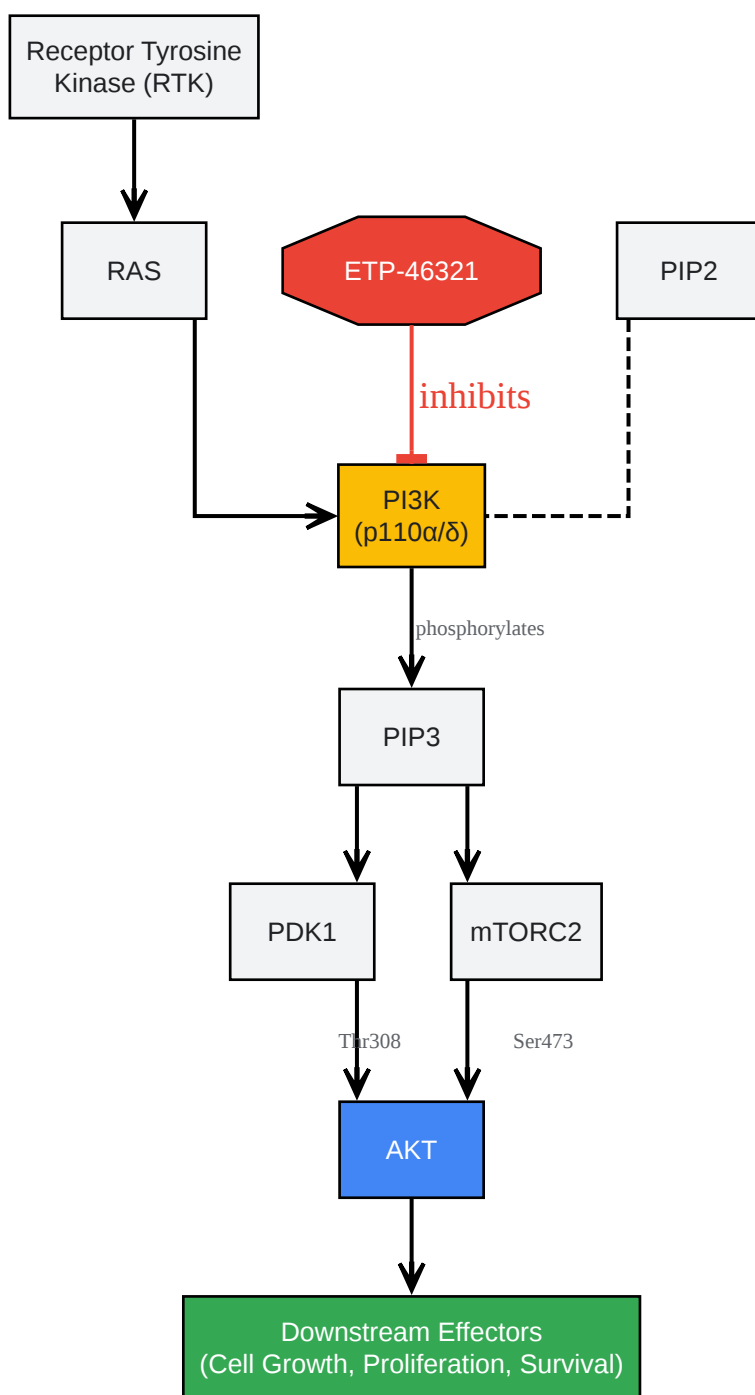 Receptor Tyrosine
Kinase (RTK)
RAS
ETP-46321
PIP2
inhibits
PI3K
(p110α/δ)
phosphorylates
PIP3
PDK1
mTORC2
Thr308
Ser473
AKT
Downstream Effectors
(Cell Growth, Proliferation, Survival)